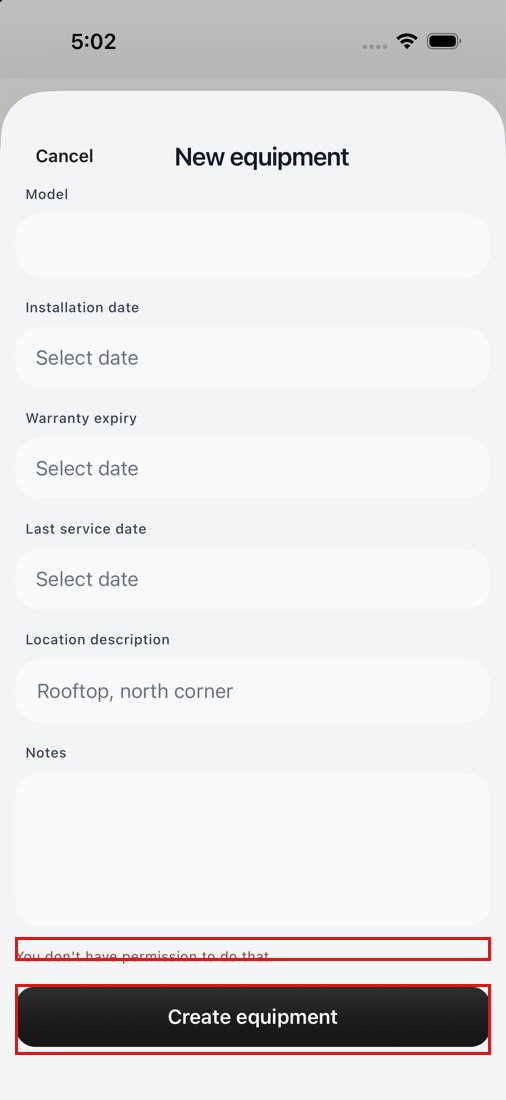 5:02
Cancel
New equipment
Model
Installation date
Select date
Warranty expiry
Select date
Last service date
Select date
Location description
Rooftop, north corner
Notes
You don't have permission to do that
Create equipment